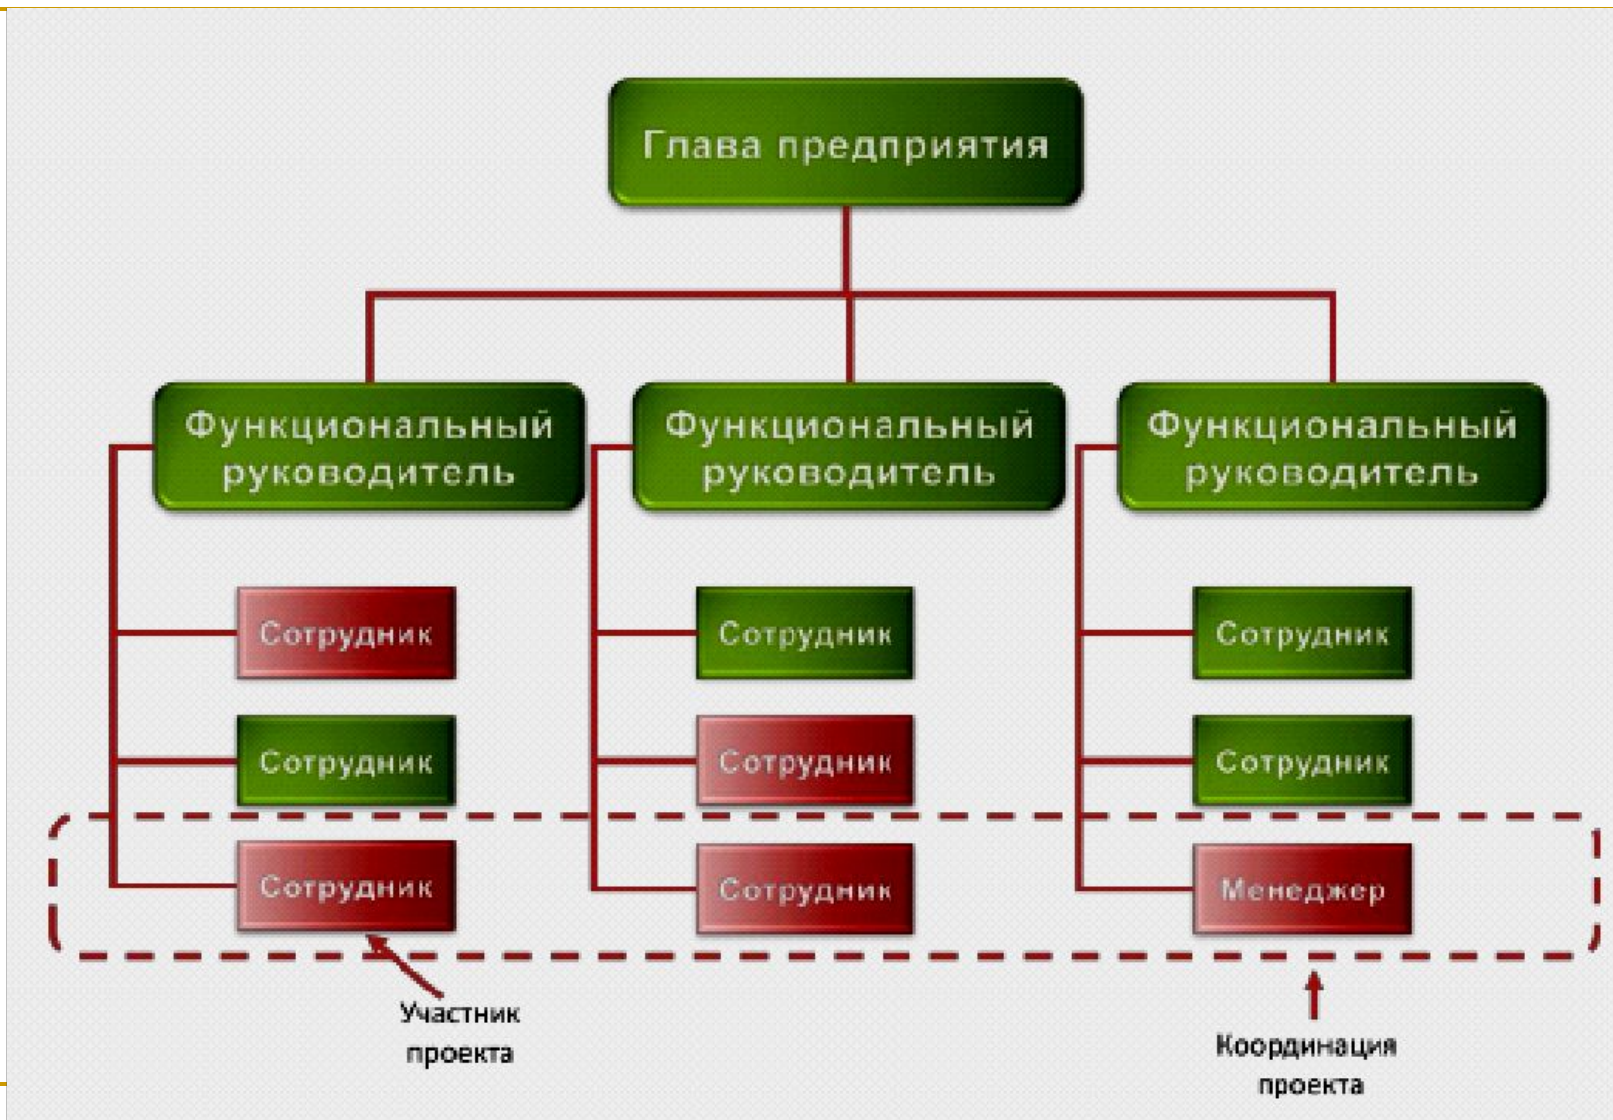 Глава предприятия
Функциональный
руководитель
Функциональный
руководитель
Функциональный
руководитель
Сотрудник
Сотрудник
Сотрудник
Сотрудник
Сотрудник
Сотрудник
Сотрудник
Сотрудник
Менеджер
Участник
проекта
Координация
проекта